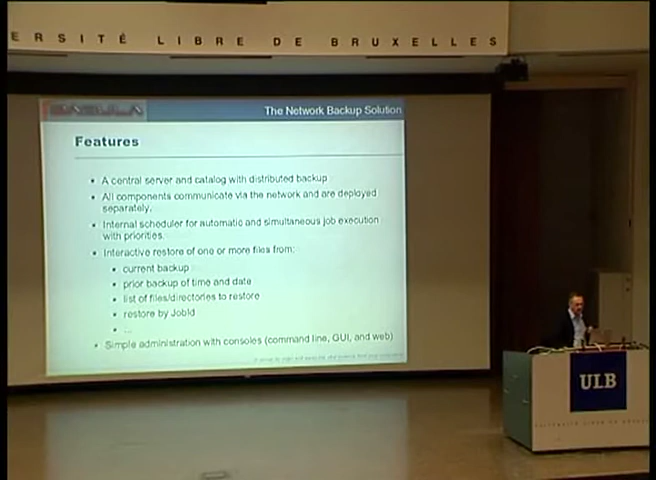 ERSITÉ LIBRE DE BRUXELLES
BACULA
The Network Backup Solution
Features
• A central server and catalog with distributed backup
• All components communicate via the network and are deployed
separately.
• Internal scheduler for automatic and simultaneous job execution
with priorities.
• Interactive restore of one or more files from:
• current backup
• prior backup of time and date
• list of files/directories to restore
• restore by JobId
• ...
• Simple administration with consoles (command line, GUI, and web)
ULB